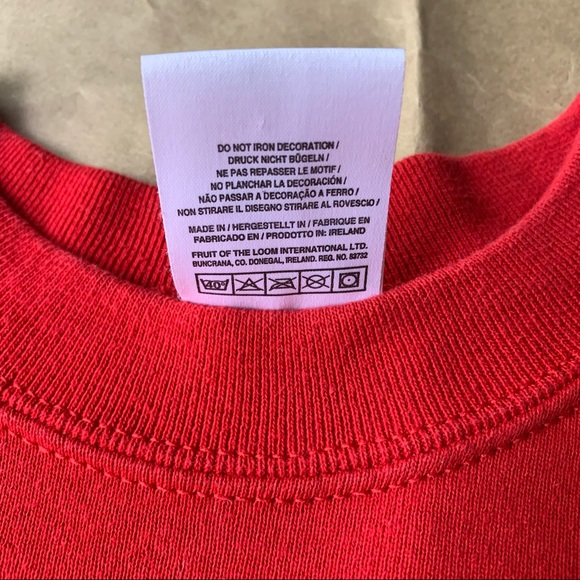 DO NOT IRON DECORATION /
DRUCK NICHT BÜGELN /
NE PAS REPASSER LE MOTIF /
NO PLANCHAR LA DECORACIÓN /
NÃO PASSAR A DECORAÇÃO A FERRO /
NON STIRARE IL DISEGNO STIRARE AL ROVESCIO /
MADE IN / HERGESTELLT IN / FABRIQUE EN
FABRICADO EN / PRODOTTO IN: IRELAND
FRUIT OF THE LOOM INTERNATIONAL LTD.
BUNCRANA, CO. DONEGAL, IRELAND. REG. NO. 83732
40°